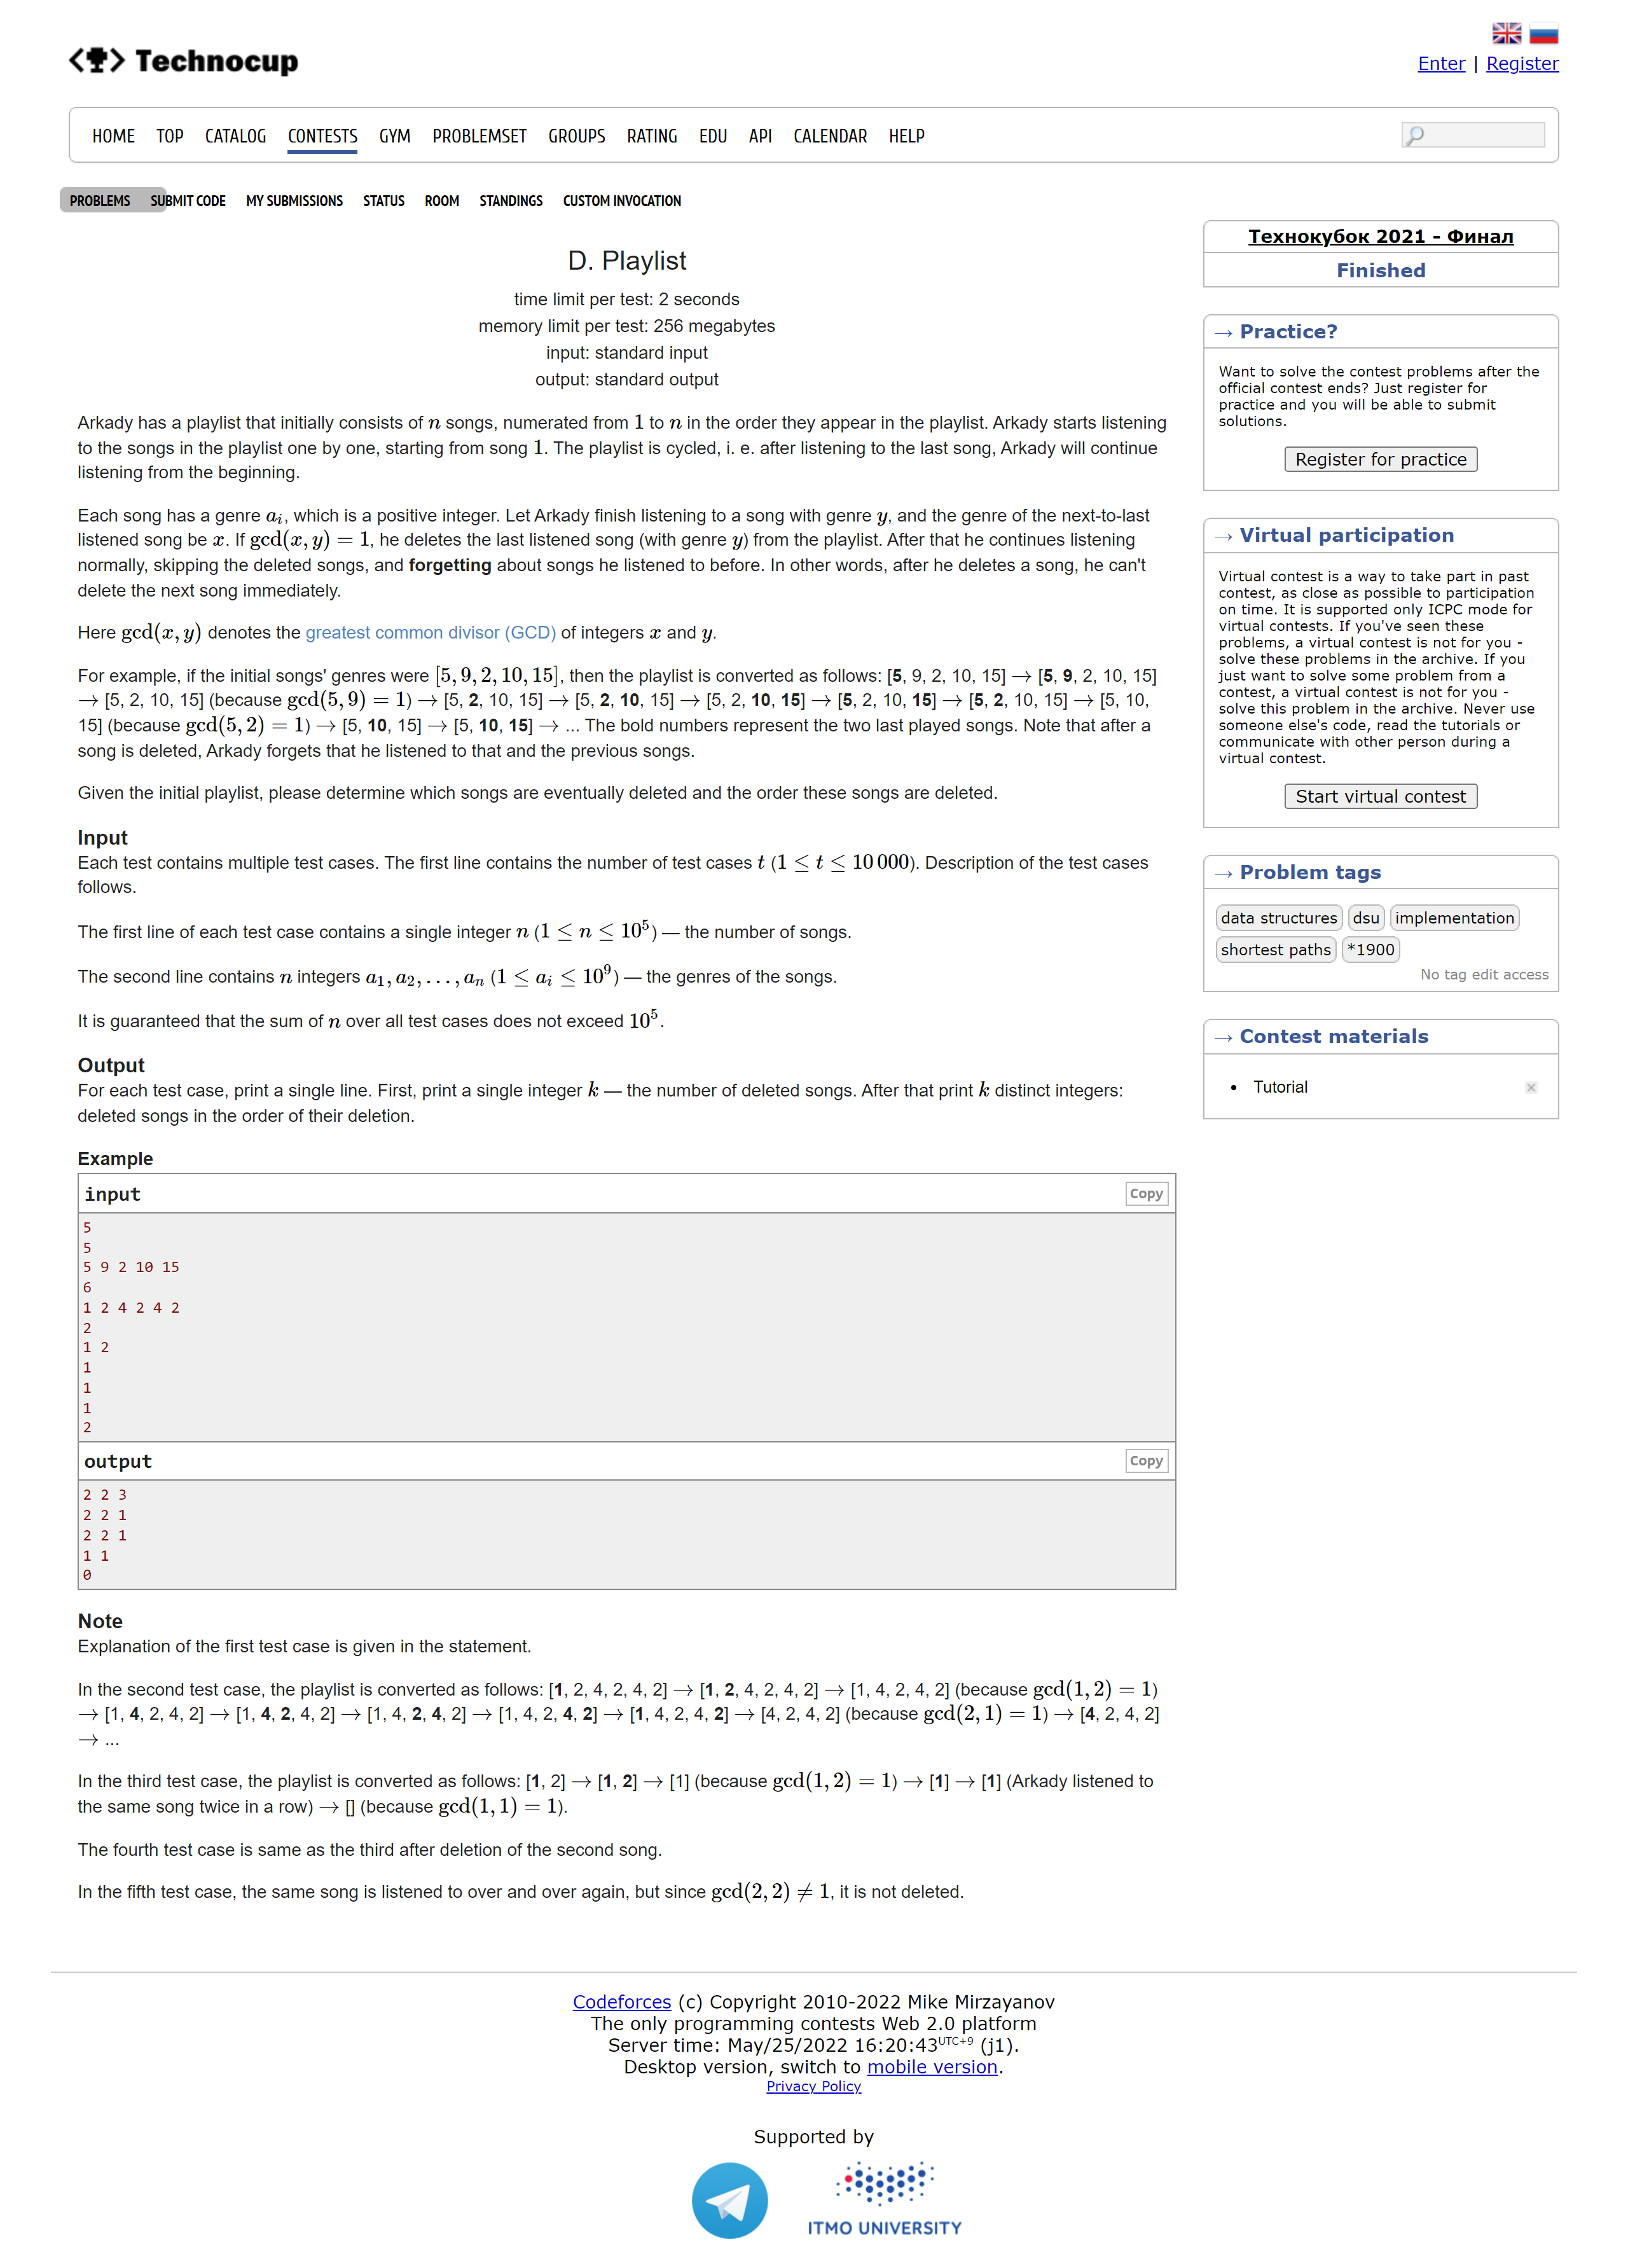 Technocup
Enter | Register
HOME TOP CATALOG CONTESTS GYM PROBLEMSET GROUPS RATING EDU API CALENDAR HELP
PROBLEMS SUBMIT CODE MY SUBMISSIONS STATUS ROOM STANDINGS CUSTOM INVOCATION
D. Playlist
time limit per test: 2 seconds
memory limit per test: 256 megabytes
input: standard input
output: standard output
Arkady has a playlist that initially consists of n songs, numerated from 1 to n in the order they appear in the playlist. Arkady starts listening
to the songs in the playlist one by one, starting from song 1. The playlist is cycled, i. e. after listening to the last song, Arkady will continue
listening from the beginning.
Each song has a genre a_i, which is a positive integer. Let Arkady finish listening to a song with genre y, and the genre of the next-to-last
listened song be x. If gcd(x, y) = 1, he deletes the last listened song (with genre y) from the playlist. After that he continues listening
normally, skipping the deleted songs, and forgetting about songs he listened to before. In other words, after he deletes a song, he can't
delete the next song immediately.
Here gcd(x, y) denotes the greatest common divisor (GCD) of integers x and y.
For example, if the initial songs' genres were [5, 9, 2, 10, 15], then the playlist is converted as follows: [5, 9, 2, 10, 15] → [5, 9, 2, 10, 15]
→ [5, 2, 10, 15] (because gcd(5, 9) = 1) → [5, 2, 10, 15] → [5, 2, 10, 15] → [5, 2, 10, 15] → [5, 2, 10, 15] → [5, 2, 10, 15] → [5, 10,
15] (because gcd(5, 2) = 1) → [5, 10, 15] → [5, 10, 15] → ... The bold numbers represent the two last played songs. Note that after a
song is deleted, Arkady forgets that he listened to that and the previous songs.
Given the initial playlist, please determine which songs are eventually deleted and the order these songs are deleted.
Input
Each test contains multiple test cases. The first line contains the number of test cases t (1 ≤ t ≤ 10 000). Description of the test cases
follows.
The first line of each test case contains a single integer n (1 ≤ n ≤ 10^5) — the number of songs.
The second line contains n integers a_1, a_2, …, a_n (1 ≤ a_i ≤ 10^9) — the genres of the songs.
It is guaranteed that the sum of n over all test cases does not exceed 10^5.
Output
For each test case, print a single line. First, print a single integer k — the number of deleted songs. After that print k distinct integers:
deleted songs in the order of their deletion.
Example
input
Copy
5
5
5 9 2 10 15
6
1 2 4 2 4 2
2
1 2
1
1
1
2
output
Copy
2 2 3
2 2 1
2 2 1
1 1
0
Note
Explanation of the first test case is given in the statement.
In the second test case, the playlist is converted as follows: [1, 2, 4, 2, 4, 2] → [1, 2, 4, 2, 4, 2] → [1, 4, 2, 4, 2] (because gcd(1, 2) = 1)
→ [1, 4, 2, 4, 2] → [1, 4, 2, 4, 2] → [1, 4, 2, 4, 2] → [1, 4, 2, 4, 2] → [1, 4, 2, 4, 2] → [4, 2, 4, 2] (because gcd(2, 1) = 1) → [4, 2, 4, 2]
→ ...
In the third test case, the playlist is converted as follows: [1, 2] → [1, 2] → [1] (because gcd(1, 2) = 1) → [1] → [1] (Arkady listened to
the same song twice in a row) → [] (because gcd(1, 1) = 1).
The fourth test case is same as the third after deletion of the second song.
In the fifth test case, the same song is listened to over and over again, but since gcd(2, 2) ≠ 1, it is not deleted.
Технокубок 2021 - Финал
Finished
→ Practice?
Want to solve the contest problems after the
official contest ends? Just register for
practice and you will be able to submit
solutions.
Register for practice
→ Virtual participation
Virtual contest is a way to take part in past
contest, as close as possible to participation
on time. It is supported only ICPC mode for
virtual contests. If you've seen these
problems, a virtual contest is not for you -
solve these problems in the archive. If you
just want to solve some problem from a
contest, a virtual contest is not for you -
solve this problem in the archive. Never use
someone else's code, read the tutorials or
communicate with other person during a
virtual contest.
Start virtual contest
→ Problem tags
data structures dsu implementation
shortest paths *1900
No tag edit access
→ Contest materials
Tutorial
Codeforces (c) Copyright 2010-2022 Mike Mirzayanov
The only programming contests Web 2.0 platform
Server time: May/25/2022 16:20:43 UTC+9 (j1).
Desktop version, switch to mobile version.
Privacy Policy
Supported by
ITMO UNIVERSITY